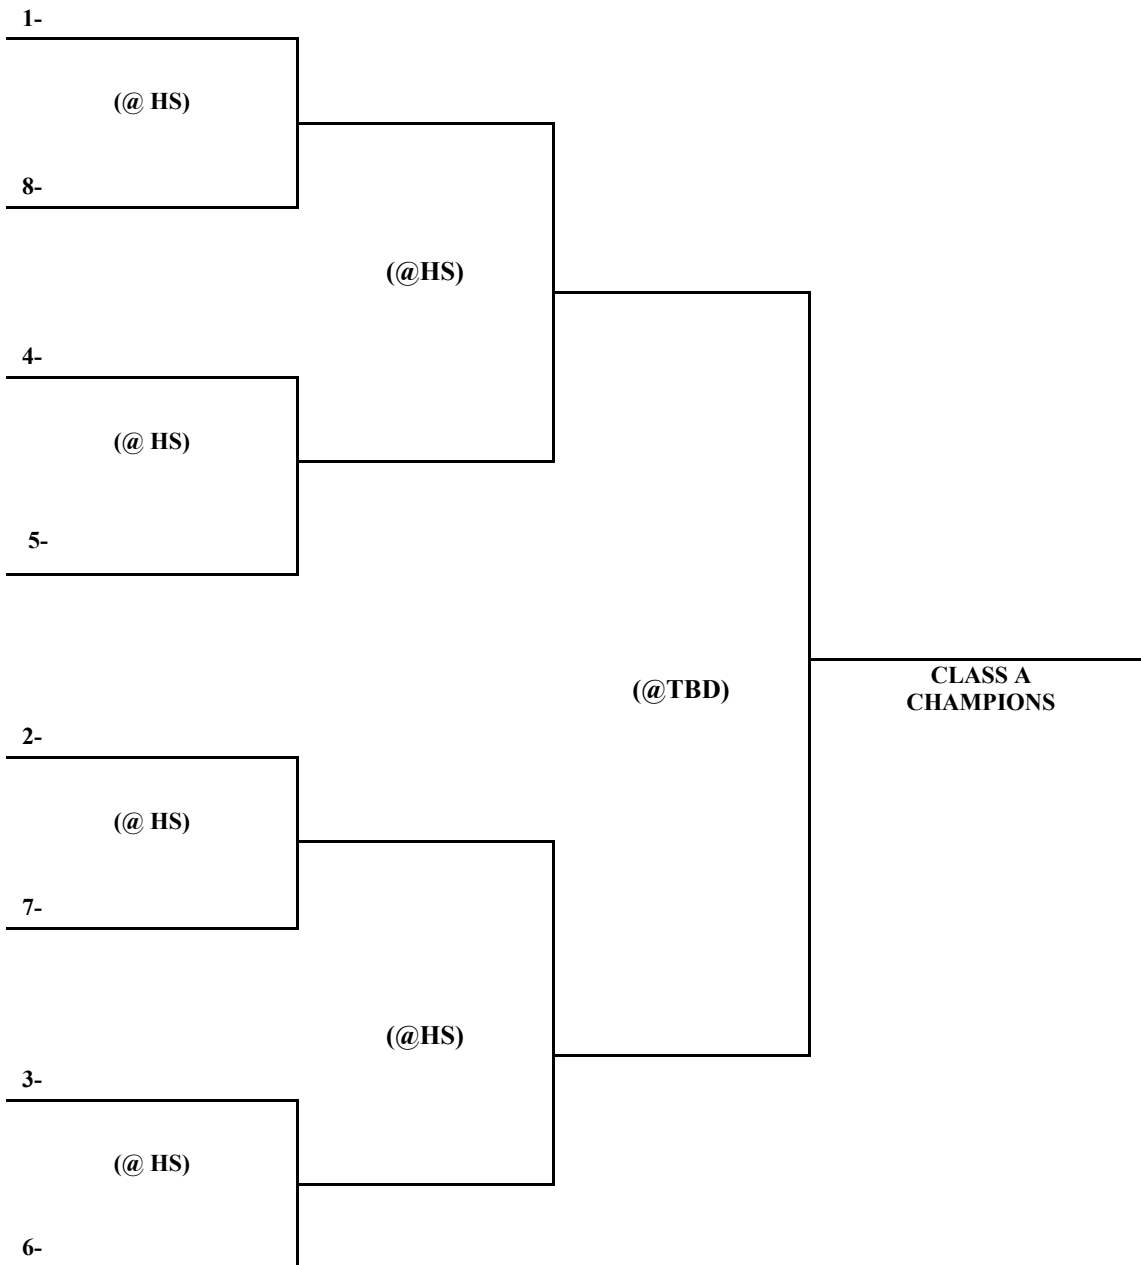 1-
(@ HS)
8-
(@HS)
4-
(@ HS)
5-
(@TBD)
CLASS A
CHAMPIONS
2-
(@ HS)
7-
(@HS)
3-
(@ HS)
6-